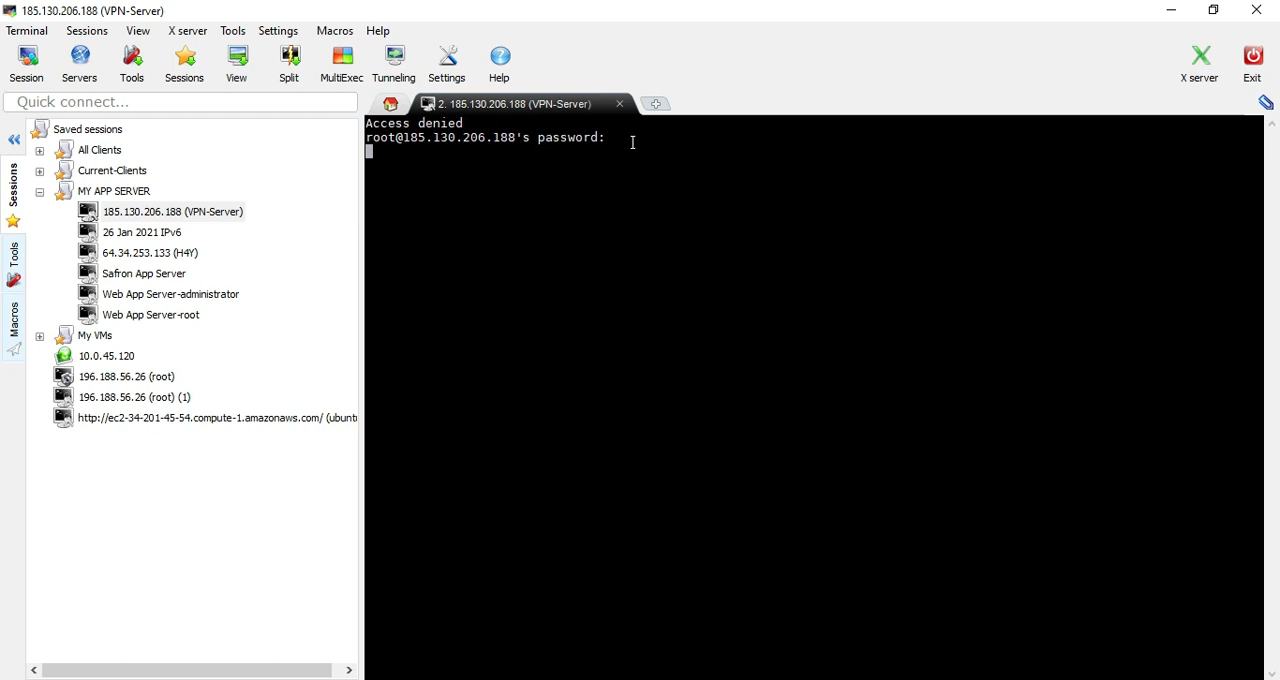 185.130.206.188 (VPN-Server)
Terminal Sessions View X server Tools Settings Macros Help
Session Servers Tools Sessions View Split MultiExec Tunneling Settings Help X server Exit
Quick connect...
2. 185.130.206.188 (VPN-Server)
Sessions
Tools
Macros
Saved sessions
All Clients
Current-Clients
MY APP SERVER
185.130.206.188 (VPN-Server)
26 Jan 2021 IPv6
64.34.253.133 (H4Y)
Safron App Server
Web App Server-administrator
Web App Server-root
My VMs
10.0.45.120
196.188.56.26 (root)
196.188.56.26 (root) (1)
http://ec2-34-201-45-54.compute-1.amazonaws.com/ (ubunt
Access denied
root@185.130.206.188's password: